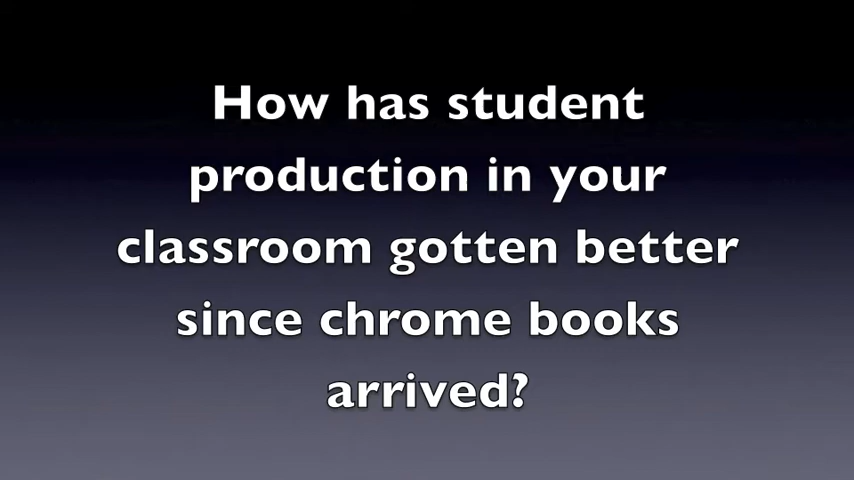 How has student
production in your
classroom gotten better
since chrome books
arrived?